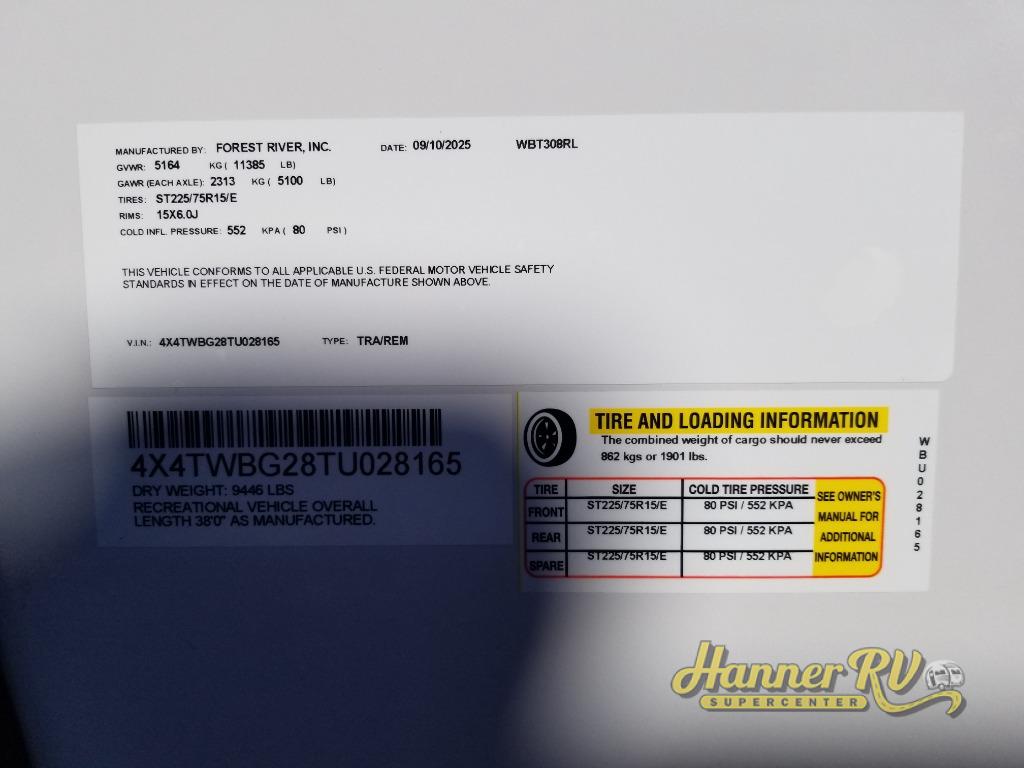 MANUFACTURED BY: FOREST RIVER, INC. DATE: 09/10/2025 WBT308RL
GVWR: 5164 KG ( 11385 LB)
GAWR (EACH AXLE): 2313 KG ( 5100 LB)
TIRES: ST225/75R15/E
RIMS: 15X6.0J
COLD INFL. PRESSURE: 552 KPA ( 80 PSI )
THIS VEHICLE CONFORMS TO ALL APPLICABLE U.S. FEDERAL MOTOR VEHICLE SAFETY
STANDARDS IN EFFECT ON THE DATE OF MANUFACTURE SHOWN ABOVE.
V.I.N.: 4X4TWBG28TU028165 TYPE: TRA/REM
4X4TWBG28TU028165
DRY WEIGHT: 9446 LBS
RECREATIONAL VEHICLE OVERALL
LENGTH 38'0" AS MANUFACTURED.
TIRE AND LOADING INFORMATION
The combined weight of cargo should never exceed
862 kgs or 1901 lbs.
TIRE SIZE COLD TIRE PRESSURE
FRONT ST225/75R15/E 80 PSI / 552 KPA
REAR ST225/75R15/E 80 PSI / 552 KPA
SPARE ST225/75R15/E 80 PSI / 552 KPA
SEE OWNER'S
MANUAL FOR
ADDITIONAL
INFORMATION
WBU028165
Hanner RV
SUPERCENTER